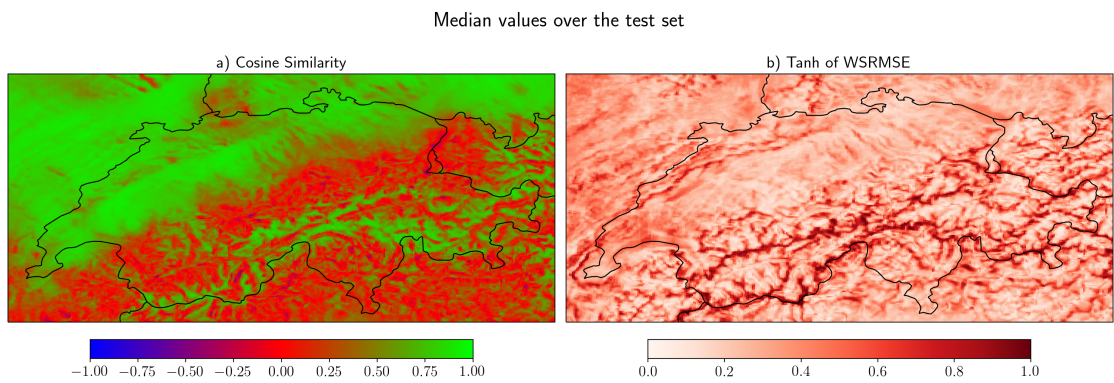 Median values over the test set
a) Cosine Similarity
b) Tanh of WSRMSE
−1.00 −0.75 −0.50 −0.25 0.00 0.25 0.50 0.75 1.00
0.0 0.2 0.4 0.6 0.8 1.0